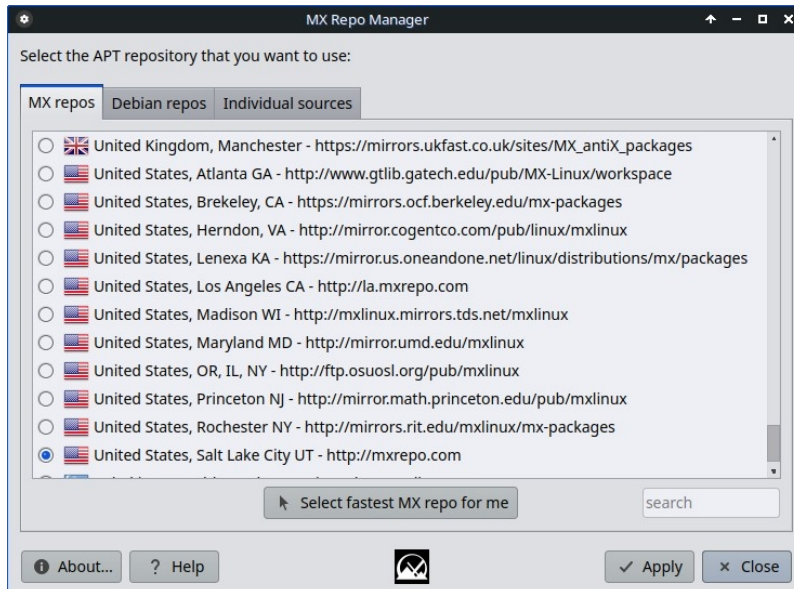 MX Repo Manager
Select the APT repository that you want to use:
MX repos Debian repos Individual sources
United Kingdom, Manchester - https://mirrors.ukfast.co.uk/sites/MX_antiX_packages
United States, Atlanta GA - http://www.gtlib.gatech.edu/pub/MX-Linux/workspace
United States, Brekeley, CA - https://mirrors.ocf.berkeley.edu/mx-packages
United States, Herndon, VA - http://mirror.cogentco.com/pub/linux/mxlinux
United States, Lenexa KA - https://mirror.us.oneandone.net/linux/distributions/mx/packages
United States, Los Angeles CA - http://la.mxrepo.com
United States, Madison WI - http://mxlinux.mirrors.tds.net/mxlinux
United States, Maryland MD - http://mirror.umd.edu/mxlinux
United States, OR, IL, NY - http://ftp.osuosl.org/pub/mxlinux
United States, Princeton NJ - http://mirror.math.princeton.edu/pub/mxlinux
United States, Rochester NY - http://mirrors.rit.edu/mxlinux/mx-packages
United States, Salt Lake City UT - http://mxrepo.com
Select fastest MX repo for me search
About... ? Help Apply Close